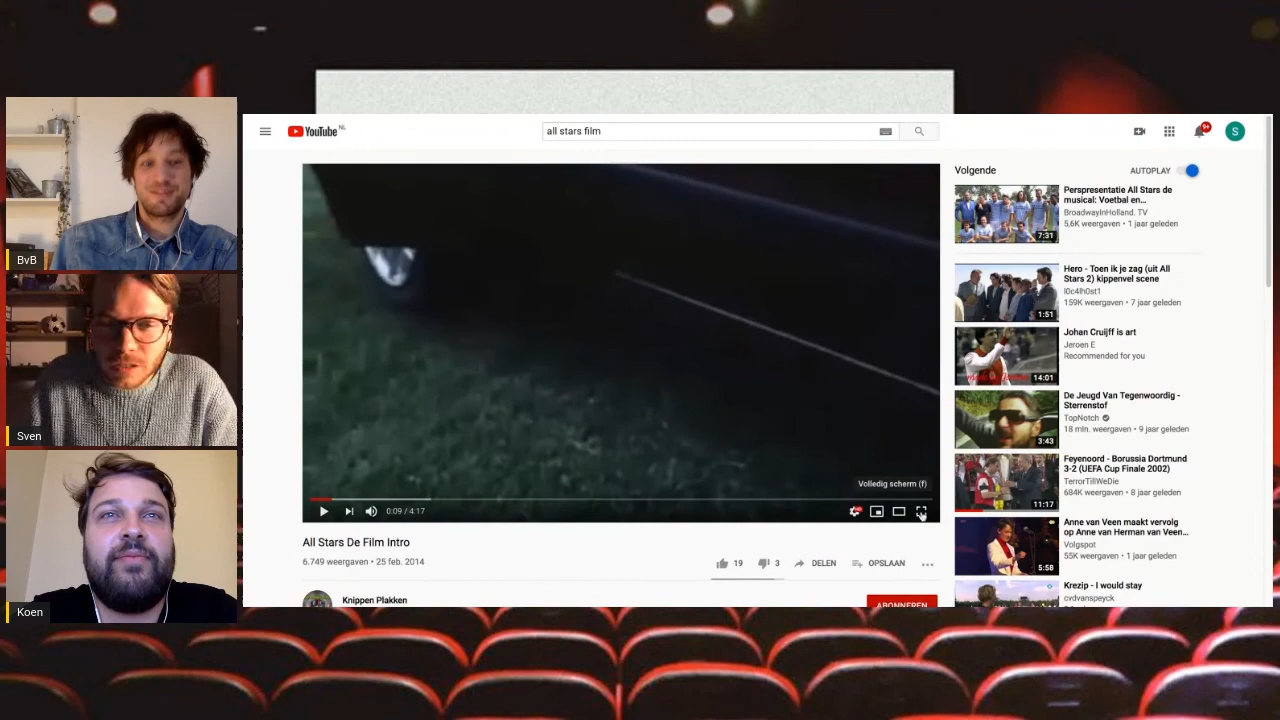 YouTube NL
all stars film
9+
S
BvB
Sven
Koen
Volledig scherm (f)
0:09 / 4:17
All Stars De Film Intro
6.749 weergaven • 25 feb. 2014
19
3
DELEN
OPSLAAN
Knippen Plakken
ABONNEREN
Volgende
AUTOPLAY
7:31
Perspresentatie All Stars de
musical: Voetbal en...
BroadwayInHolland. TV
5,6K weergaven • 1 jaar geleden
1:51
Hero - Toen ik je zag (uit All
Stars 2) kippenvel scene
l0c4lh0st1
159K weergaven • 7 jaar geleden
14:01
Johan Cruijff is art
Jeroen E
Recommended for you
3:43
De Jeugd Van Tegenwoordig -
Sterrenstof
TopNotch
18 mln. weergaven • 9 jaar geleden
11:17
Feyenoord - Borussia Dortmund
3-2 (UEFA Cup Finale 2002)
TerrorTillWeDie
684K weergaven • 8 jaar geleden
5:58
Anne van Veen maakt vervolg
op Anne van Herman van Veen...
Volgspot
55K weergaven • 1 jaar geleden
Krezip - I would stay
cvdvanspeyck